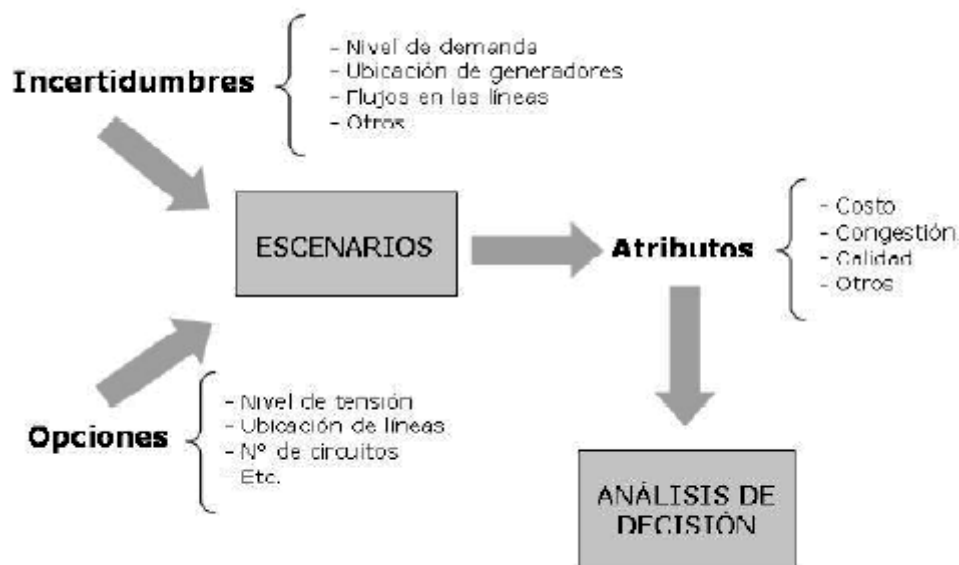 Incertidumbres
- Nivel de demanda
- Ubicación de generadores
- Flujos en las líneas
- Otros
ESCENARIOS
Atributos
- Costo
- Congestión
- Calidad
- Otros
Opciones
- Nivel de tensión
- Ubicación de líneas
- N° de circuitos
Etc.
ANÁLISIS DE
DECISIÓN